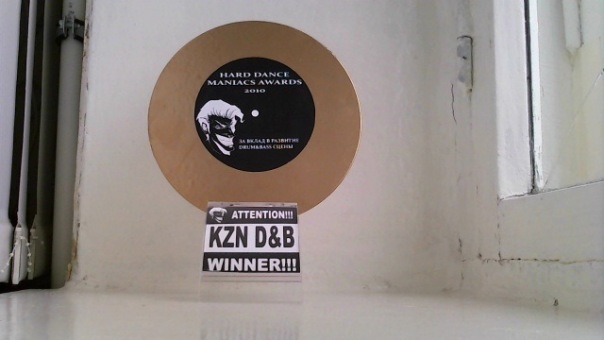 HARD DANCE
MANIACS AWARDS
2010
ЗА ВКЛАД В РАЗВИТИЕ
DRUM&BASS СЦЕНЫ
ATTENTION!!!
KZN D&B
WINNER!!!